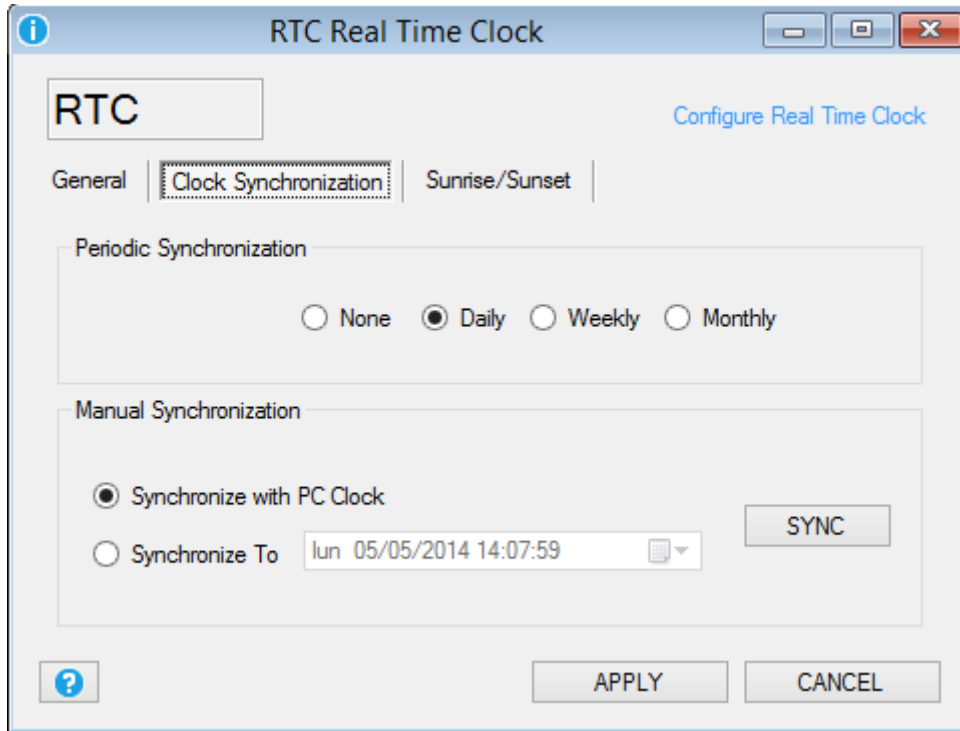 RTC Real Time Clock
RTC
Configure Real Time Clock
General Clock Synchronization Sunrise/Sunset
Periodic Synchronization
None Daily Weekly Monthly
Manual Synchronization
Synchronize with PC Clock
SYNC
Synchronize To lun 05/05/2014 14:07:59
APPLY CANCEL